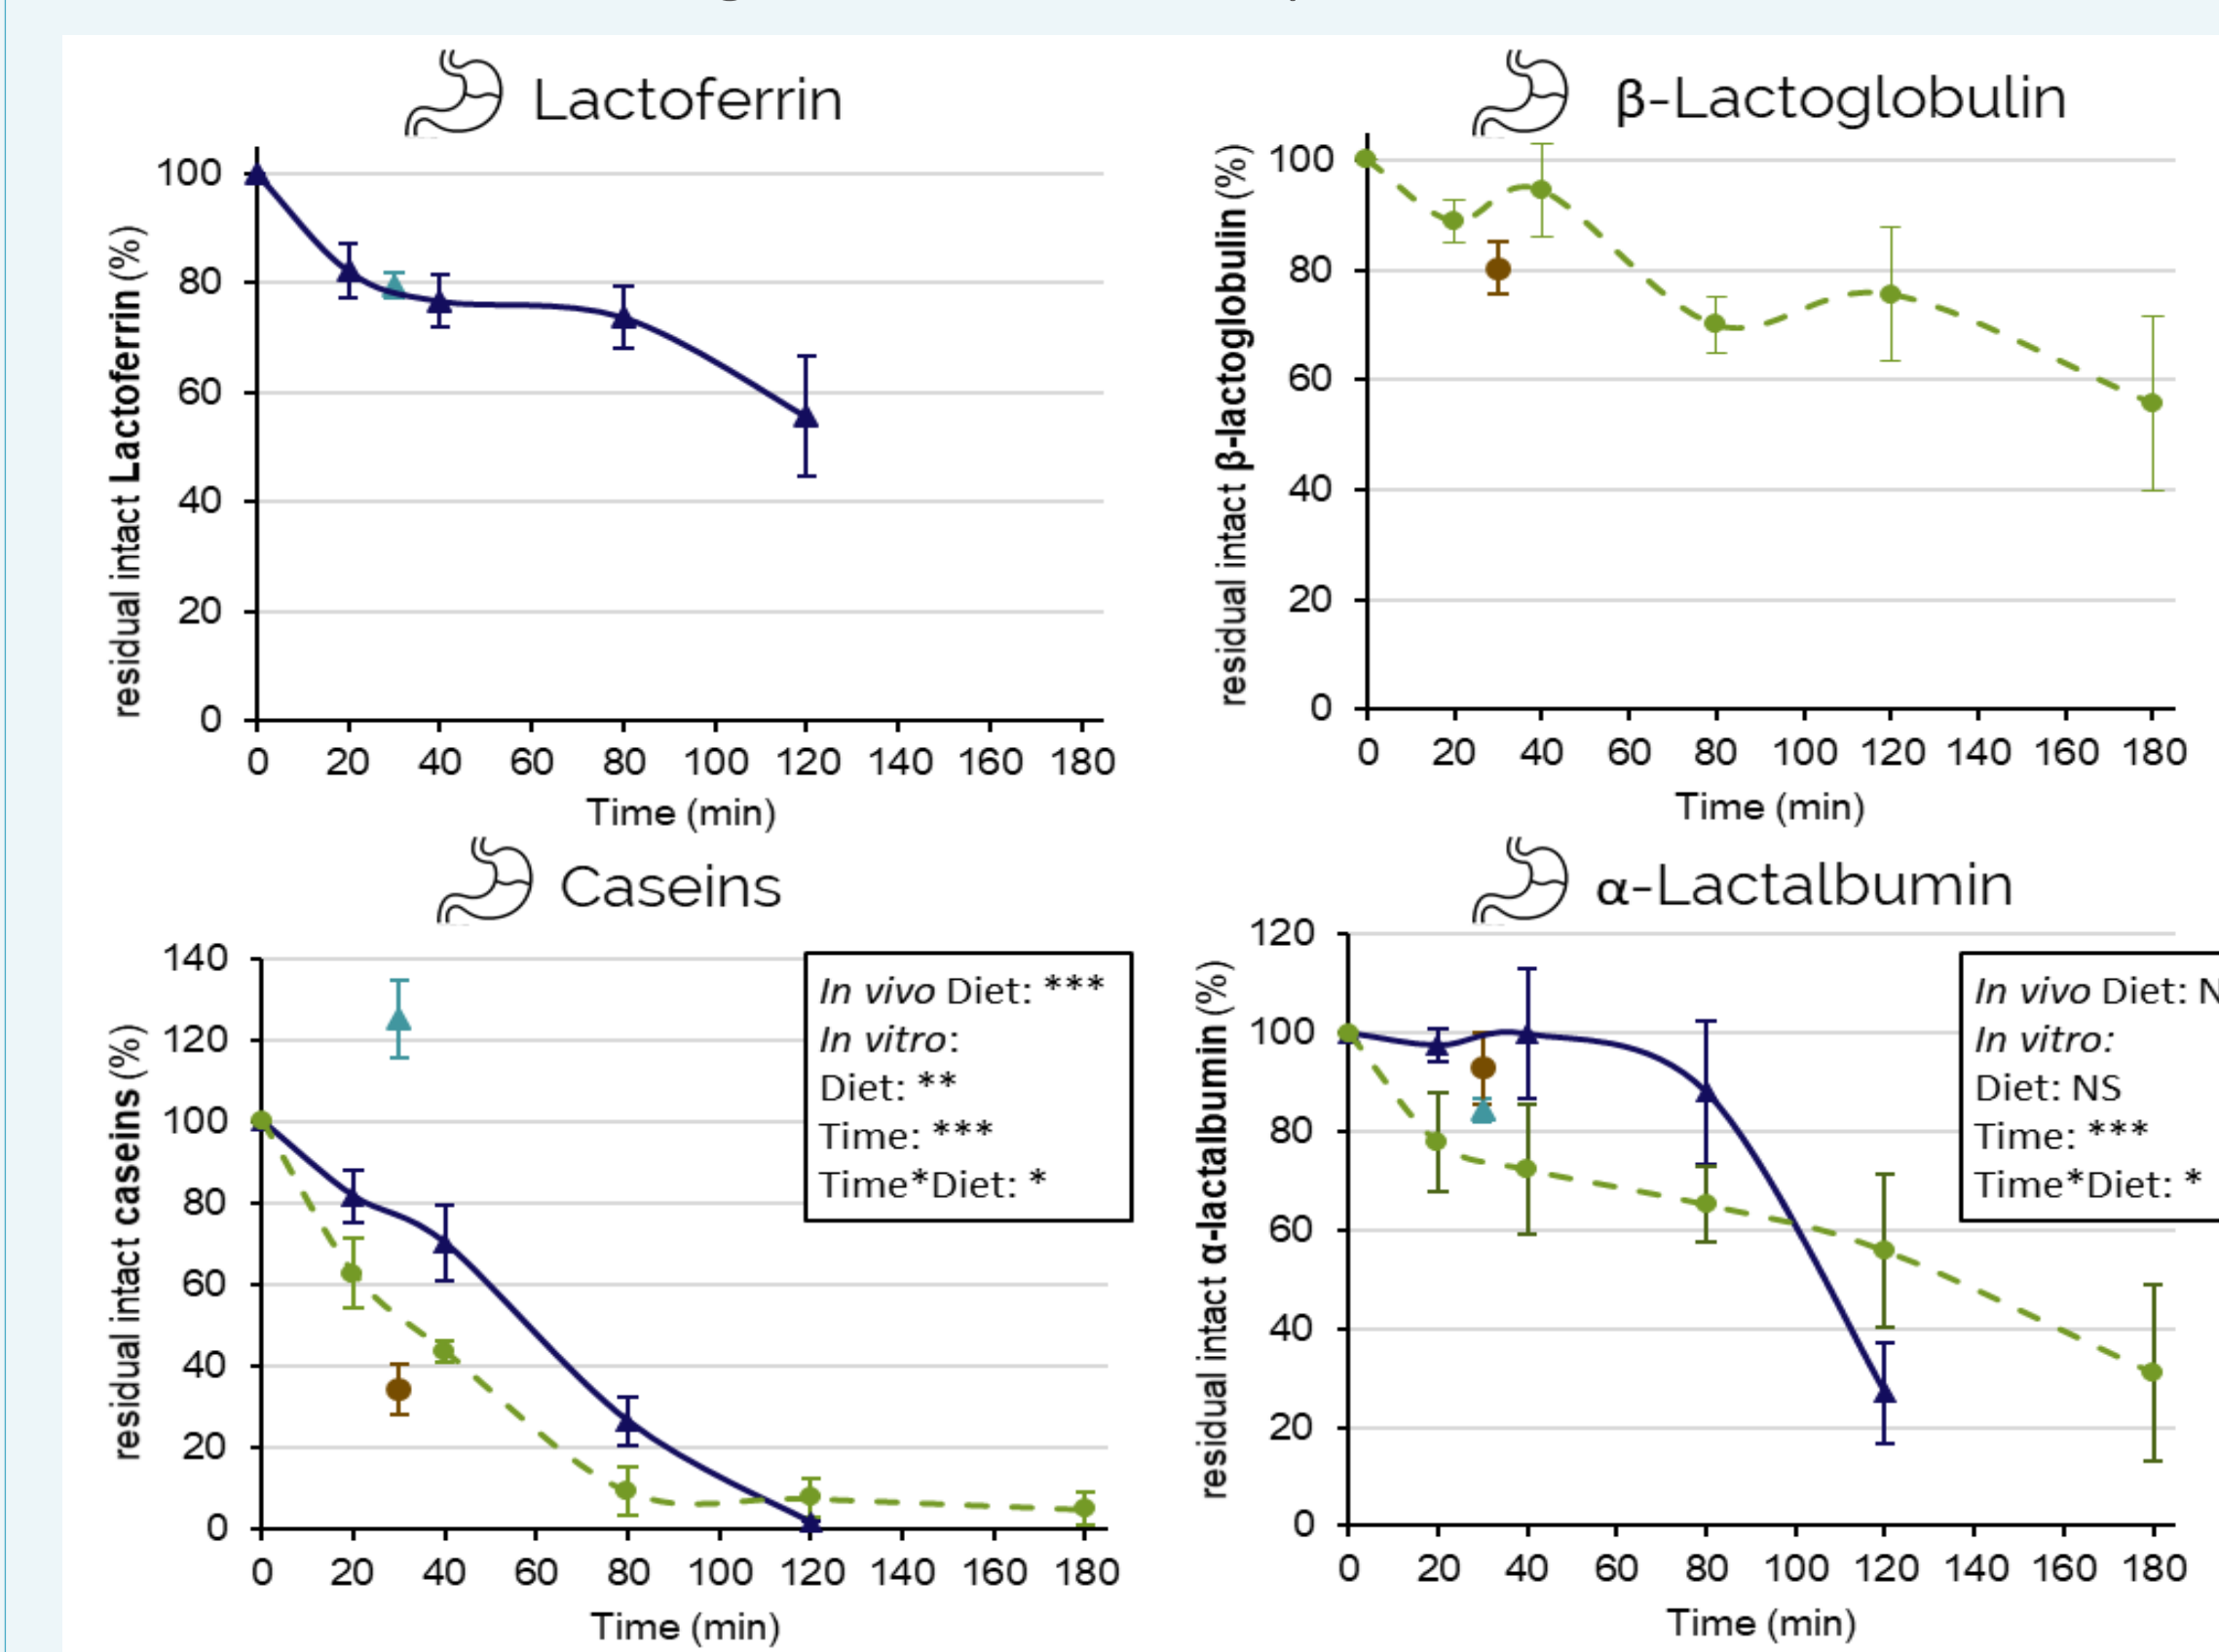 Lactoferrin
residual intact Lactoferrin (%)
100
80
60
40
20
0
0 20 40 60 80 100 120 140 160 180
Time (min)
β-Lactoglobulin
residual intact β-lactoglobulin (%)
100
80
60
40
20
0
0 20 40 60 80 100 120 140 160 180
Time (min)
Caseins
residual intact caseins (%)
140
120
100
80
60
40
20
0
0 20 40 60 80 100 120 140 160 180
Time (min)
In vivo Diet: ***
In vitro:
Diet: **
Time: ***
Time*Diet: *
α-Lactalbumin
residual intact α-lactalbumin (%)
120
100
80
60
40
20
0
0 20 40 60 80 100 120 140 160 180
Time (min)
In vivo Diet: N
In vitro:
Diet: NS
Time: ***
Time*Diet: *